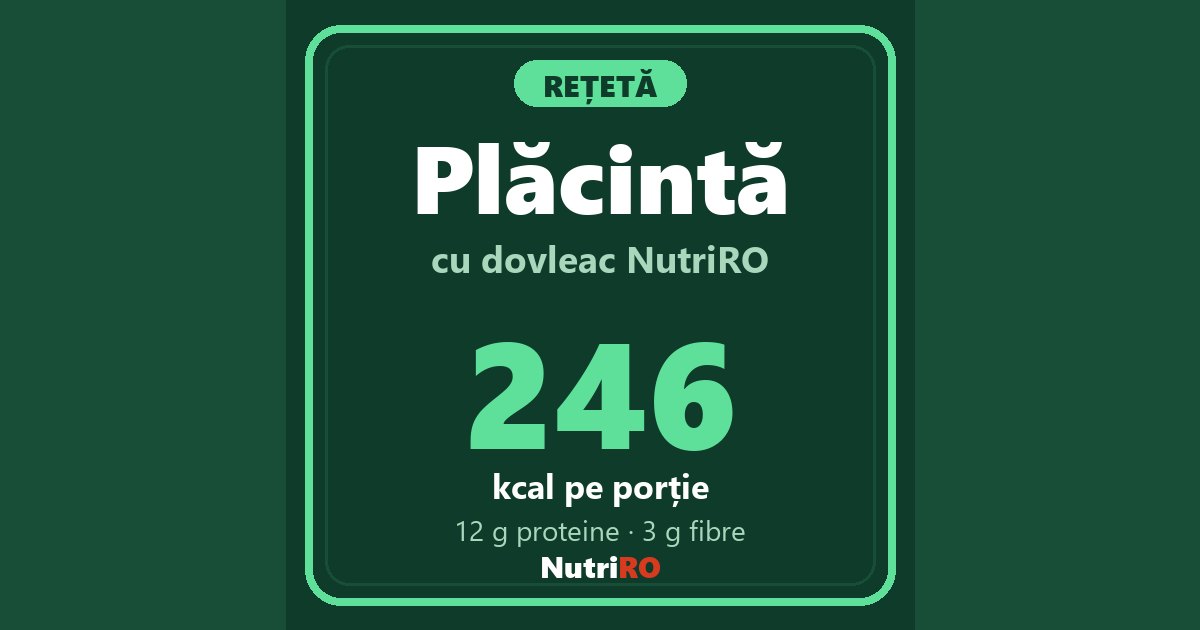 REȚETĂ
Plăcintă
cu dovleac NutriRO
246
kcal pe porție
12 g proteine · 3 g fibre
NutriRO